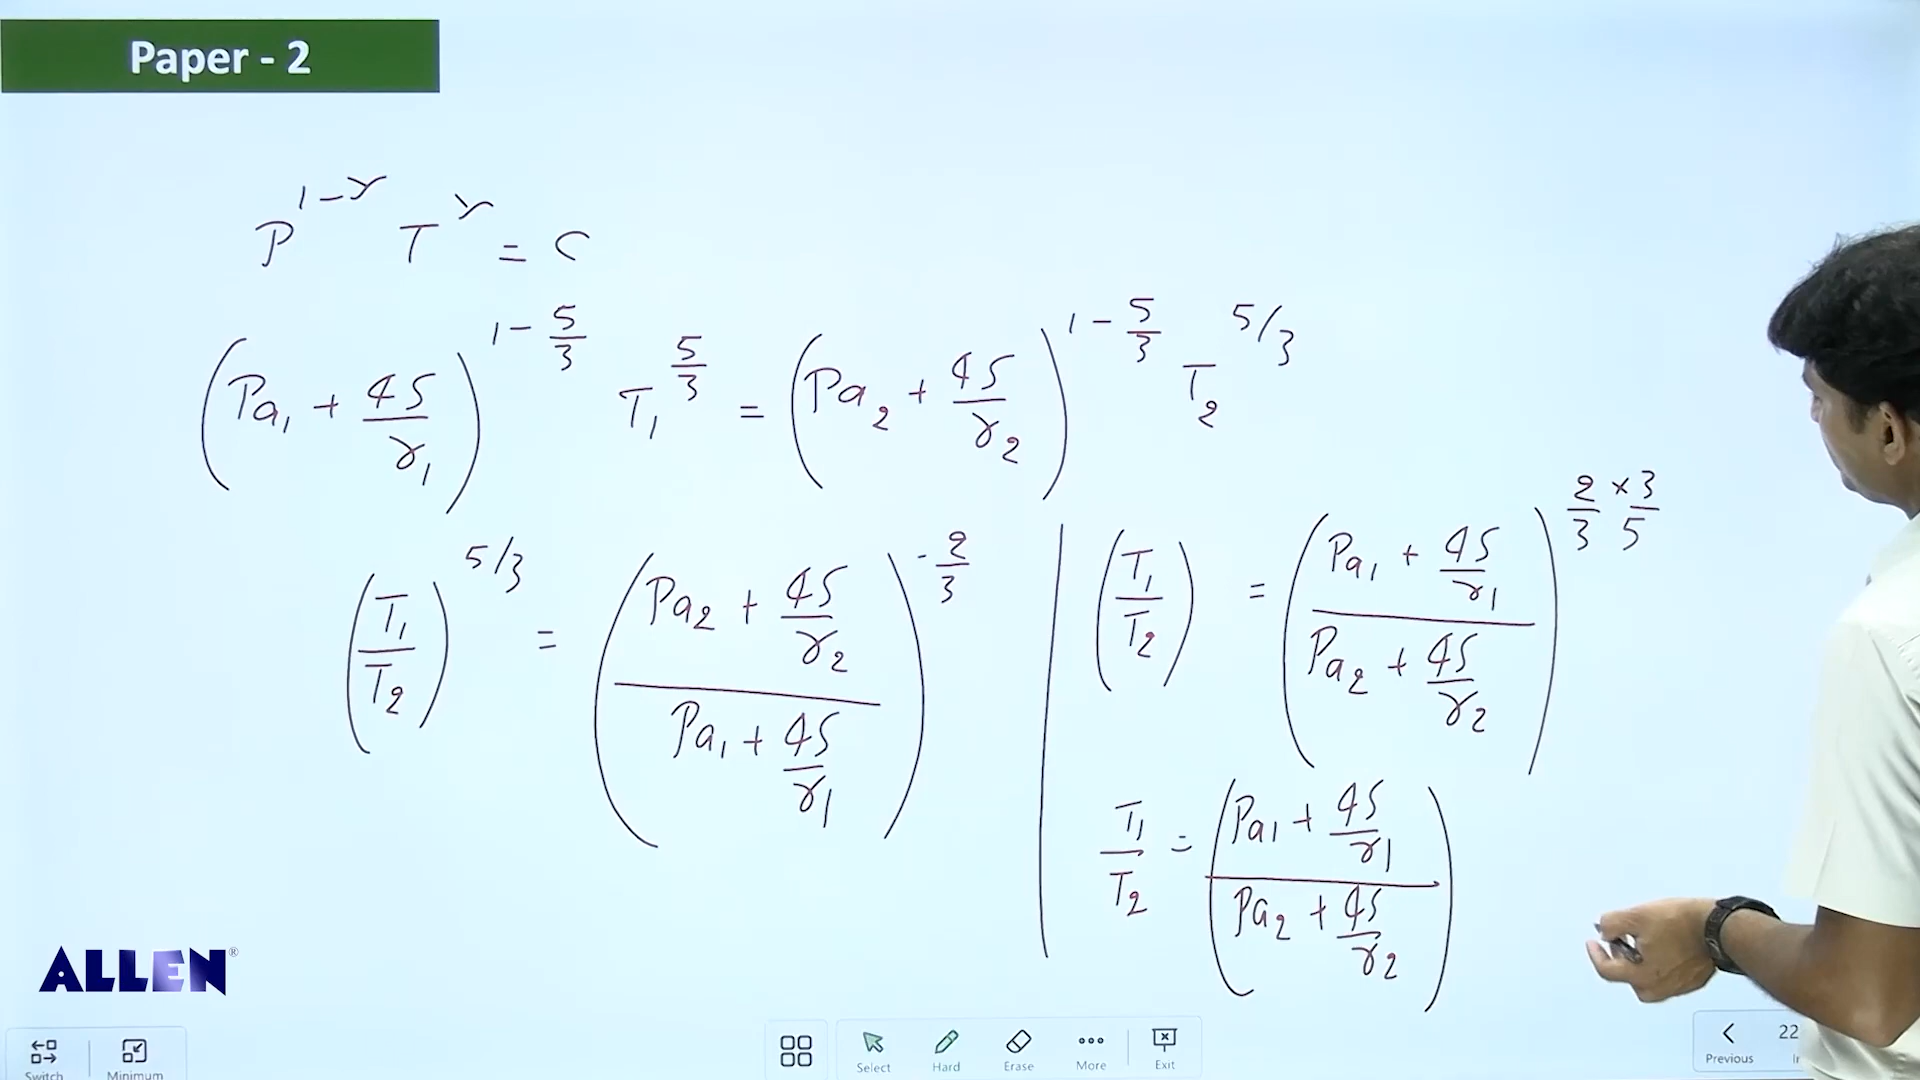 Paper - 2
P^{1-γ} T^{γ} = C
(Pa₁ + 4S/r₁)^{1 - 5/3} T₁^{5/3} = (Pa₂ + 4S/r₂)^{1 - 5/3} T₂^{5/3}
(T₁/T₂)^{5/3} = ((Pa₂ + 4S/r₂)/(Pa₁ + 4S/r₁))^{-2/3}
(T₁/T₂) = ((Pa₁ + 4S/r₁)/(Pa₂ + 4S/r₂))^{2/3 × 3/5}
T₁/T₂ = ((Pa₁ + 4S/r₁)/(Pa₂ + 4S/r₂))
ALLEN®
Switch
Minimum
Select
Hard
Erase
More
Exit
Previous
22